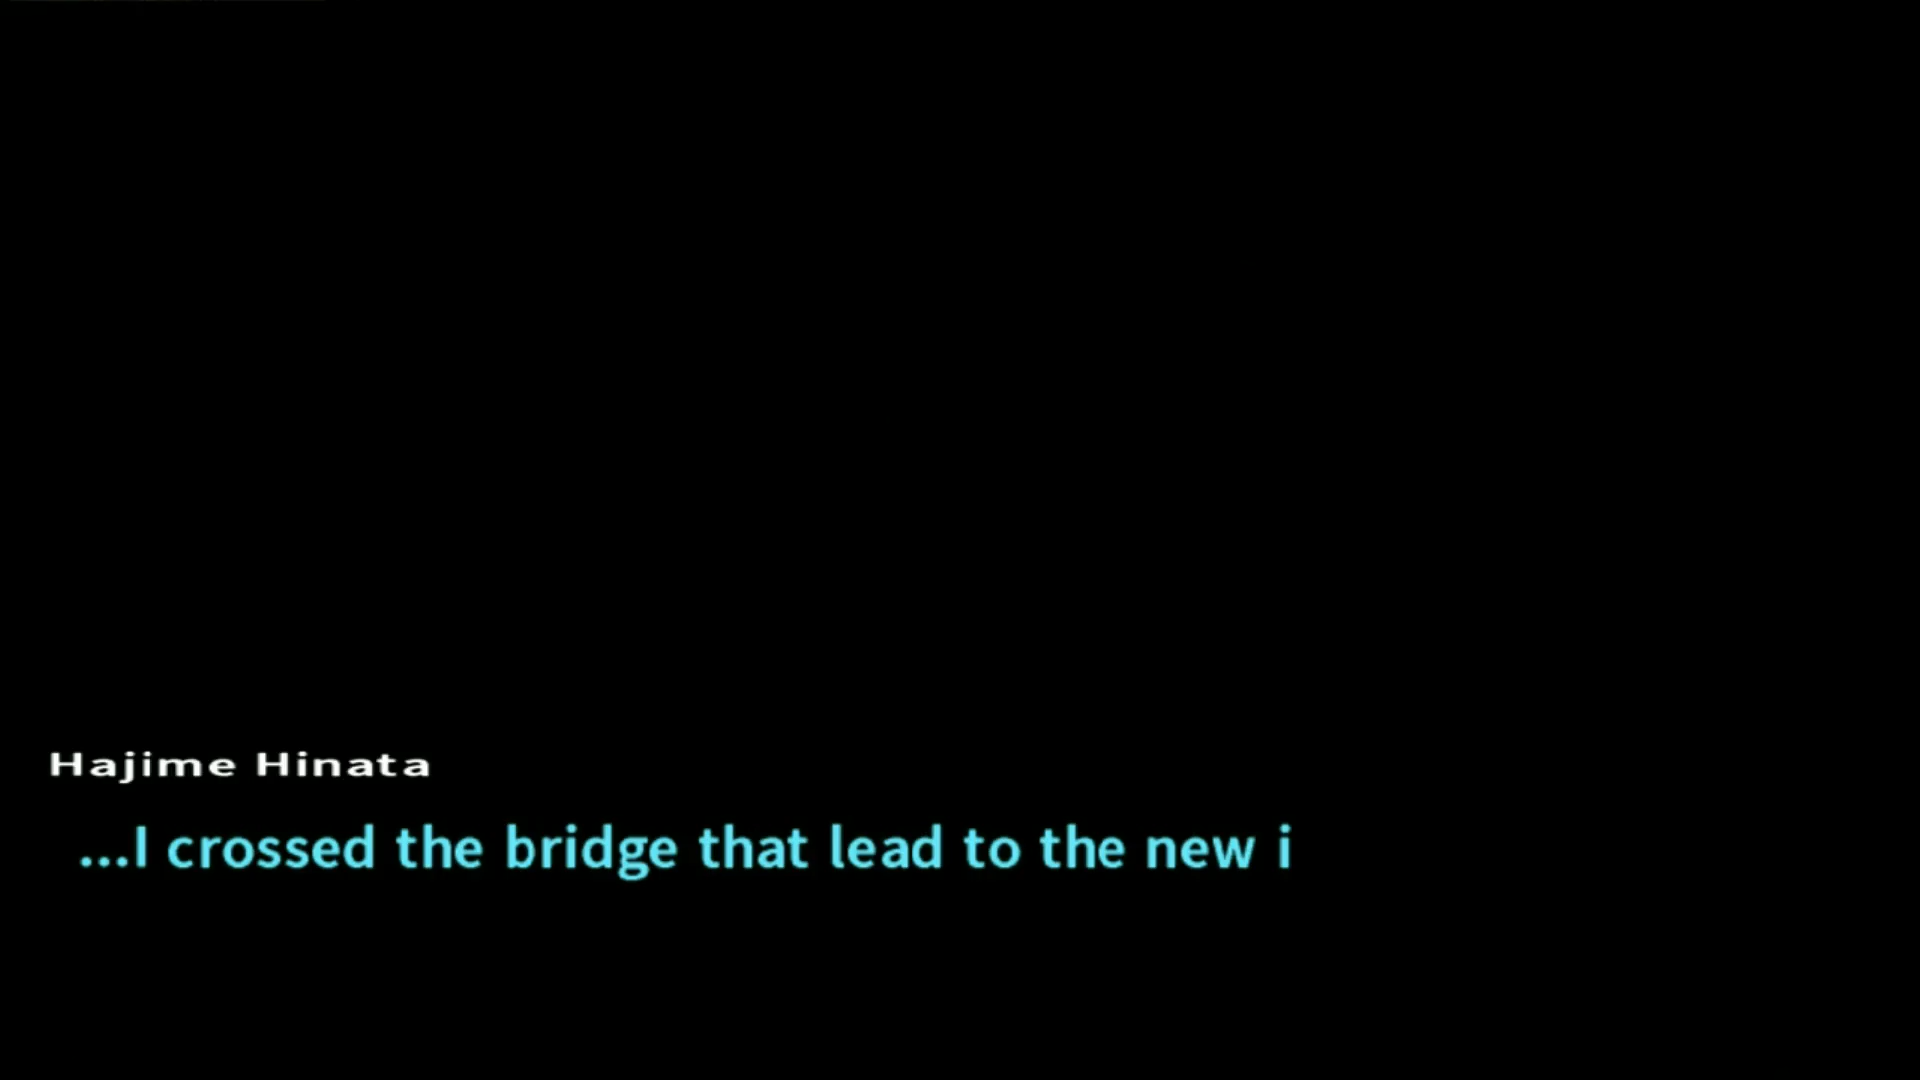 Hajime Hinata
...I crossed the bridge that lead to the new i